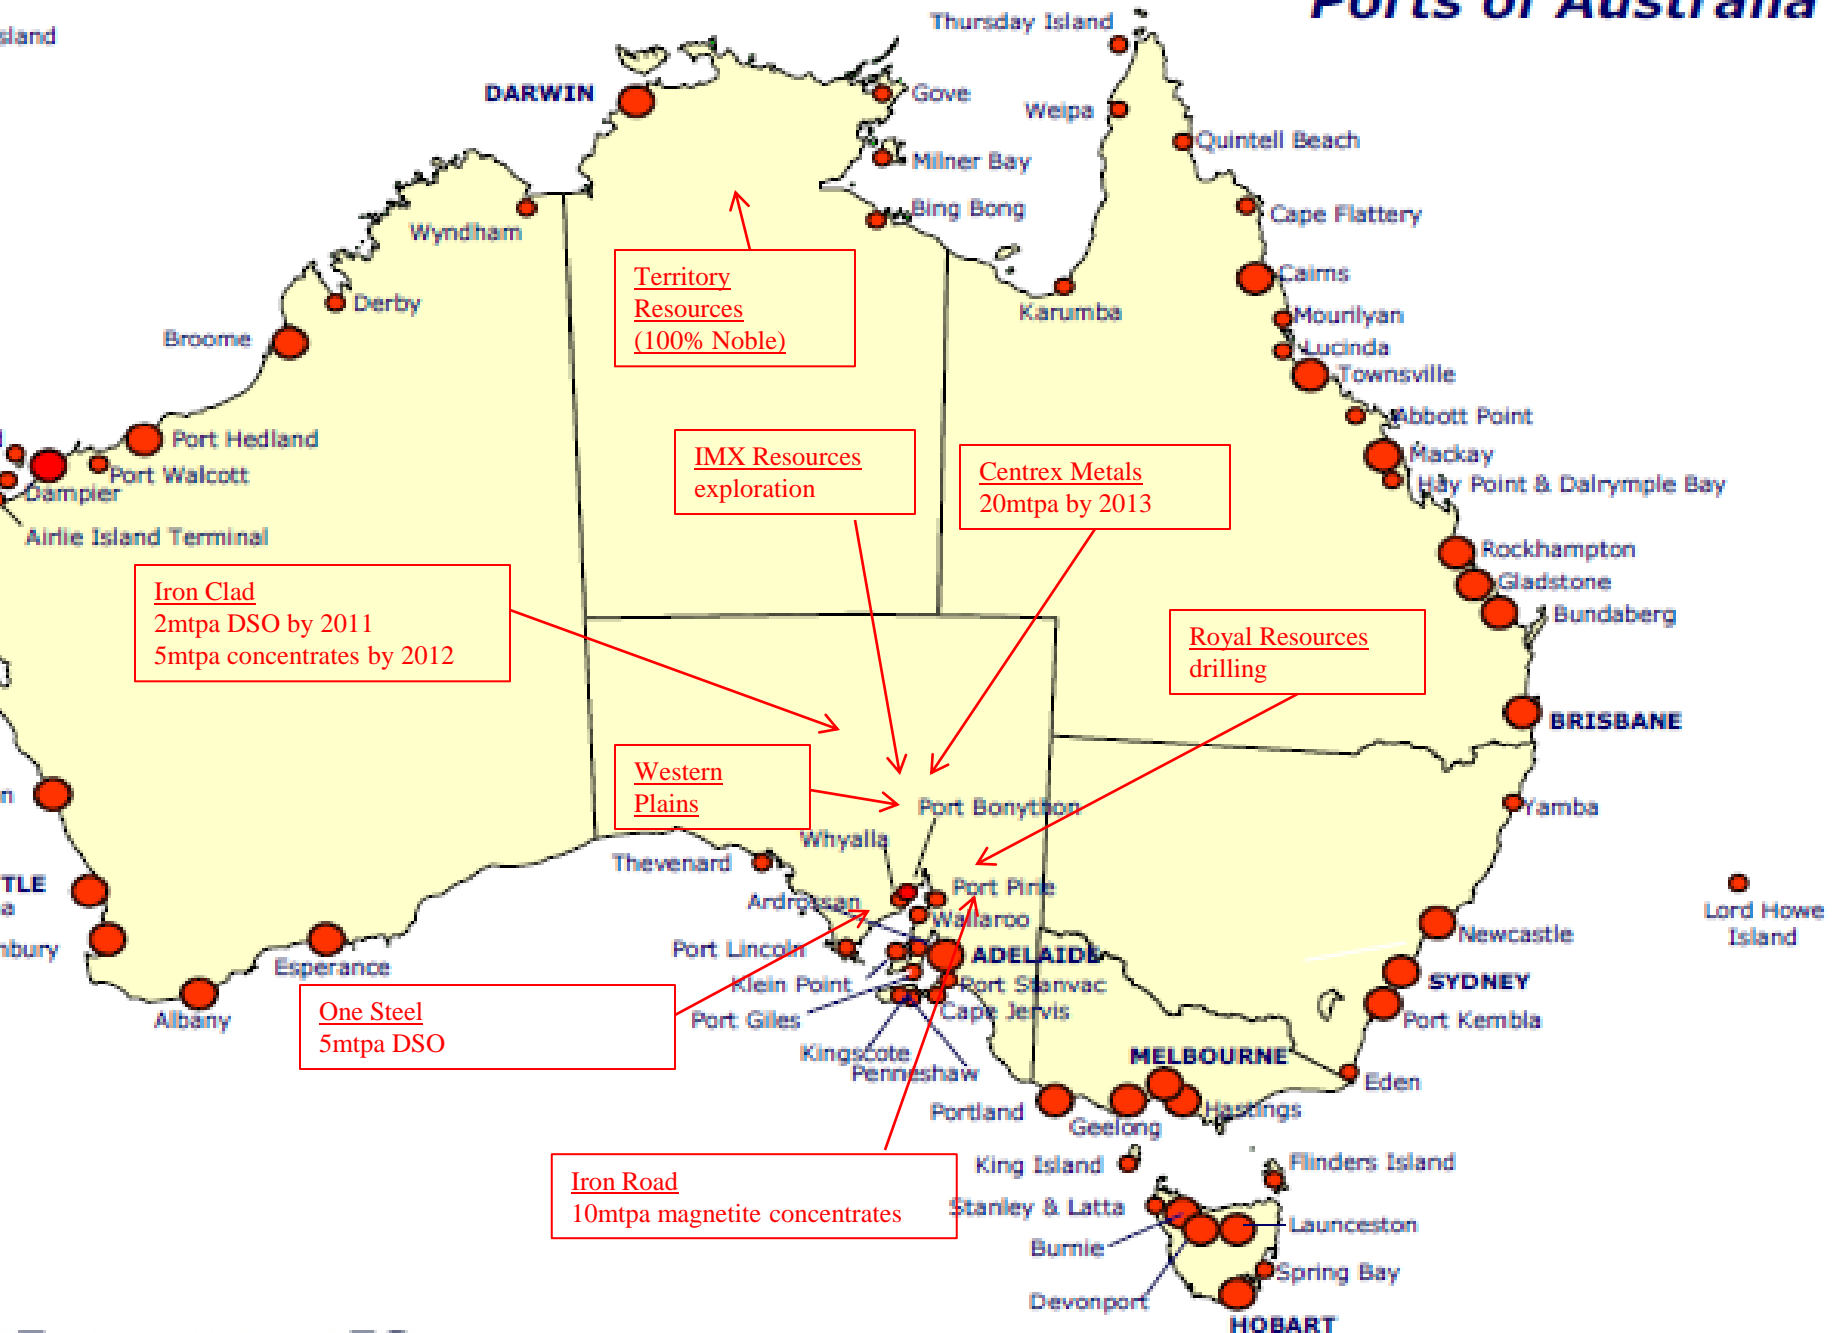 Ports of Australia
sland
Thursday Island
DARWIN
Gove
Weipa
Quintell Beach
Milner Bay
Bing Bong
Cape Flattery
Wyndham
Territory
Resources
(100% Noble)
Cairns
Derby
Karumba
Mourilyan
Broome
Lucinda
Townsville
Abbott Point
Port Hedland
IMX Resources
exploration
Centrex Metals
20mtpa by 2013
Mackay
Port Walcott
Hay Point & Dalrymple Bay
Dampier
Airlie Island Terminal
Rockhampton
Gladstone
Iron Clad
2mtpa DSO by 2011
5mtpa concentrates by 2012
Bundaberg
Royal Resources
drilling
BRISBANE
Western
Plains
n
Port Bonython
Yamba
Whyalla
Thevenard
TLE
a
Port Pirie
Ardrossan
Wallaroo
Lord Howe
Island
Newcastle
nbury
Port Lincoln
ADELAIDE
Esperance
SYDNEY
Klein Point
Port Stanvac
Cape Jervis
Albany
Port Giles
Port Kembla
One Steel
5mtpa DSO
Kingscote
Penneshaw
MELBOURNE
Eden
Portland
Hastings
Geelong
King Island
Flinders Island
Iron Road
10mtpa magnetite concentrates
Stanley & Latta
Launceston
Burnie
Spring Bay
Devonport
HOBART